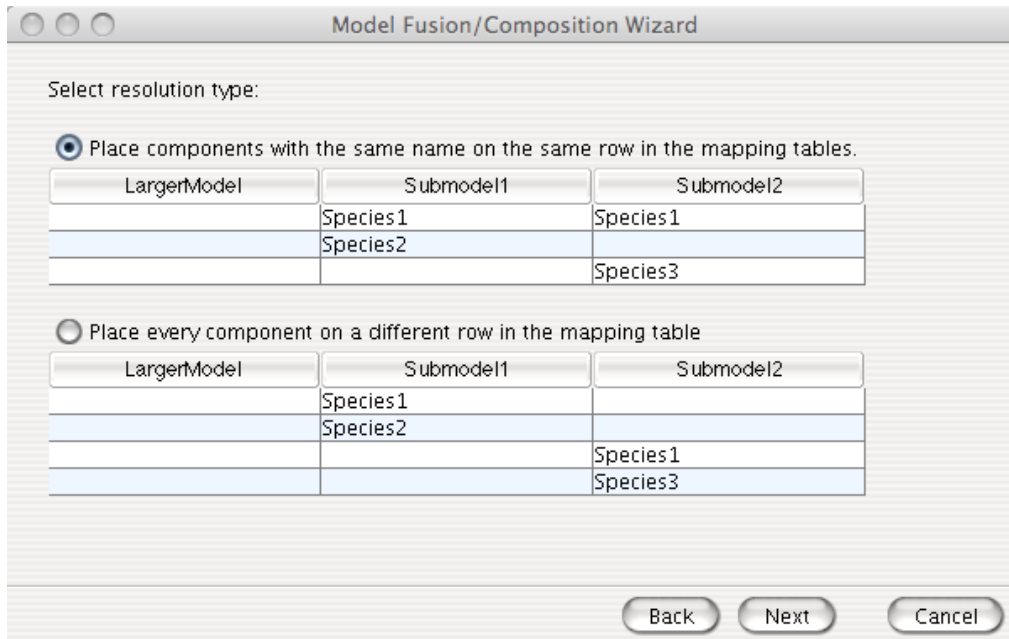 Model Fusion/Composition Wizard
Select resolution type:
Place components with the same name on the same row in the mapping tables.
LargerModel Submodel1 Submodel2
Species1 Species1
Species2
Species3
Place every component on a different row in the mapping table
LargerModel Submodel1 Submodel2
Species1
Species2
Species1
Species3
Back Next Cancel